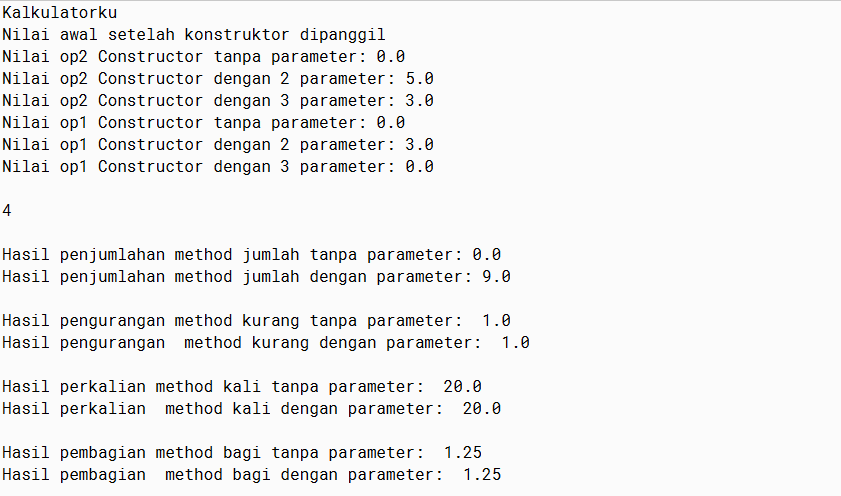 Kalkulatorku
Nilai awal setelah konstruktor dipanggil
Nilai op2 Constructor tanpa parameter: 0.0
Nilai op2 Constructor dengan 2 parameter: 5.0
Nilai op2 Constructor dengan 3 parameter: 3.0
Nilai op1 Constructor tanpa parameter: 0.0
Nilai op1 Constructor dengan 2 parameter: 3.0
Nilai op1 Constructor dengan 3 parameter: 0.0
4
Hasil penjumlahan method jumlah tanpa parameter: 0.0
Hasil penjumlahan method jumlah dengan parameter: 9.0
Hasil pengurangan method kurang tanpa parameter:  1.0
Hasil pengurangan  method kurang dengan parameter:  1.0
Hasil perkalian method kali tanpa parameter:  20.0
Hasil perkalian  method kali dengan parameter:  20.0
Hasil pembagian method bagi tanpa parameter:  1.25
Hasil pembagian  method bagi dengan parameter:  1.25